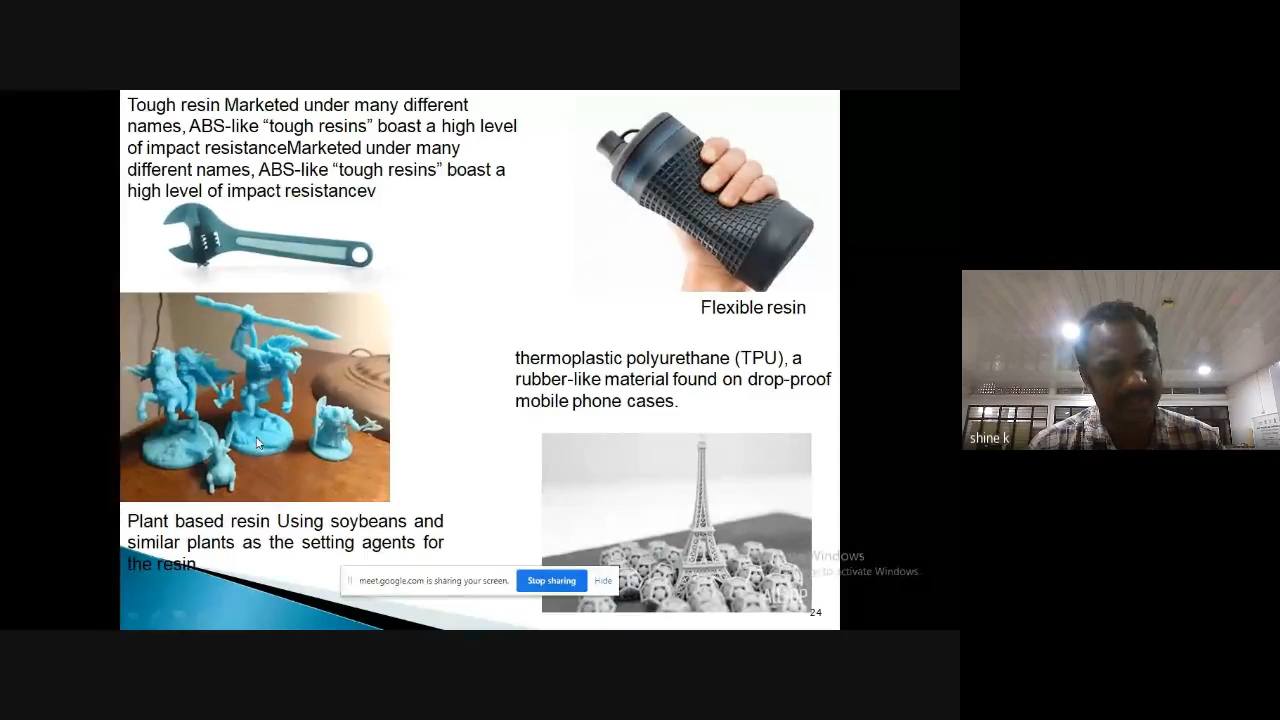 Tough resin Marketed under many different
names, ABS-like “tough resins” boast a high level
of impact resistanceMarketed under many
different names, ABS-like “tough resins” boast a
high level of impact resistancev
Flexible resin
thermoplastic polyurethane (TPU), a
rubber-like material found on drop-proof
mobile phone cases.
Plant based resin Using soybeans and
similar plants as the setting agents for
the resin
meet.google.com is sharing your screen.
Stop sharing
Hide
Windows
to activate Windows.
24
shine k